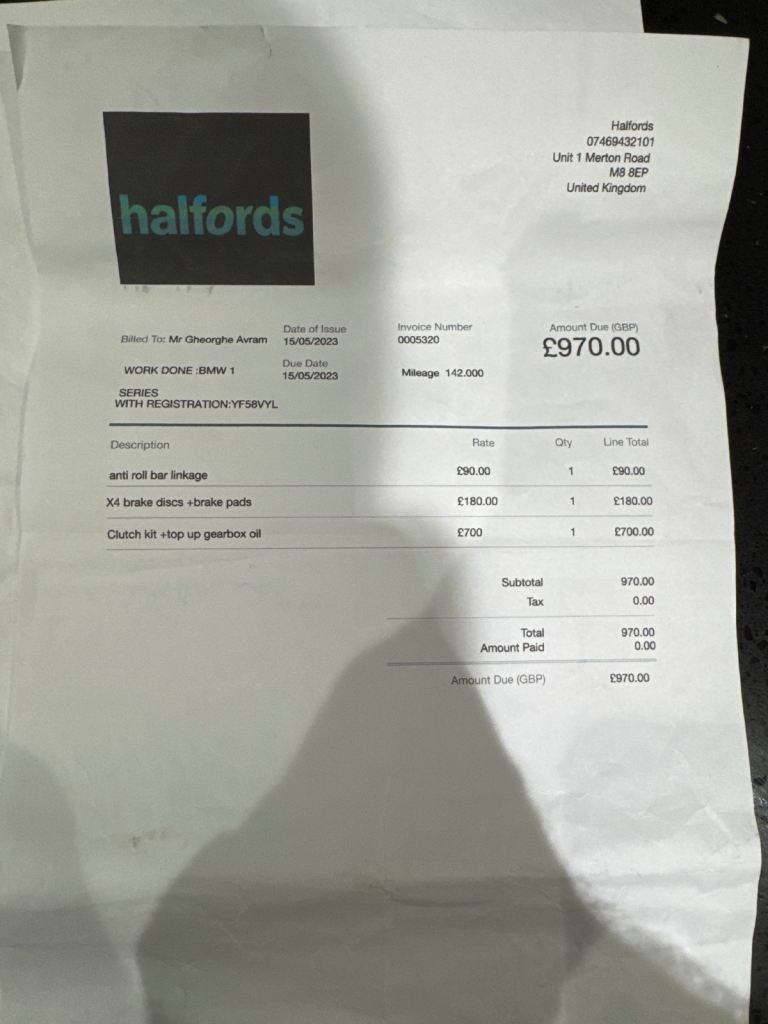 halfords
Halfords
07469432101
Unit 1 Merton Road
M8 8EP
United Kingdom
Billed To: Mr Gheorghe Avram
Date of Issue
15/05/2023
Invoice Number
0005320
Amount Due (GBP)
£970.00
WORK DONE :BMW 1
SERIES
WITH REGISTRATION:YF58VYL
Due Date
15/05/2023
Mileage 142.000
Description Rate Qty Line Total
anti roll bar linkage £90.00 1 £90.00
X4 brake discs +brake pads £180.00 1 £180.00
Clutch kit +top up gearbox oil £700 1 £700.00
Subtotal 970.00
Tax 0.00
Total 970.00
Amount Paid 0.00
Amount Due (GBP) £970.00